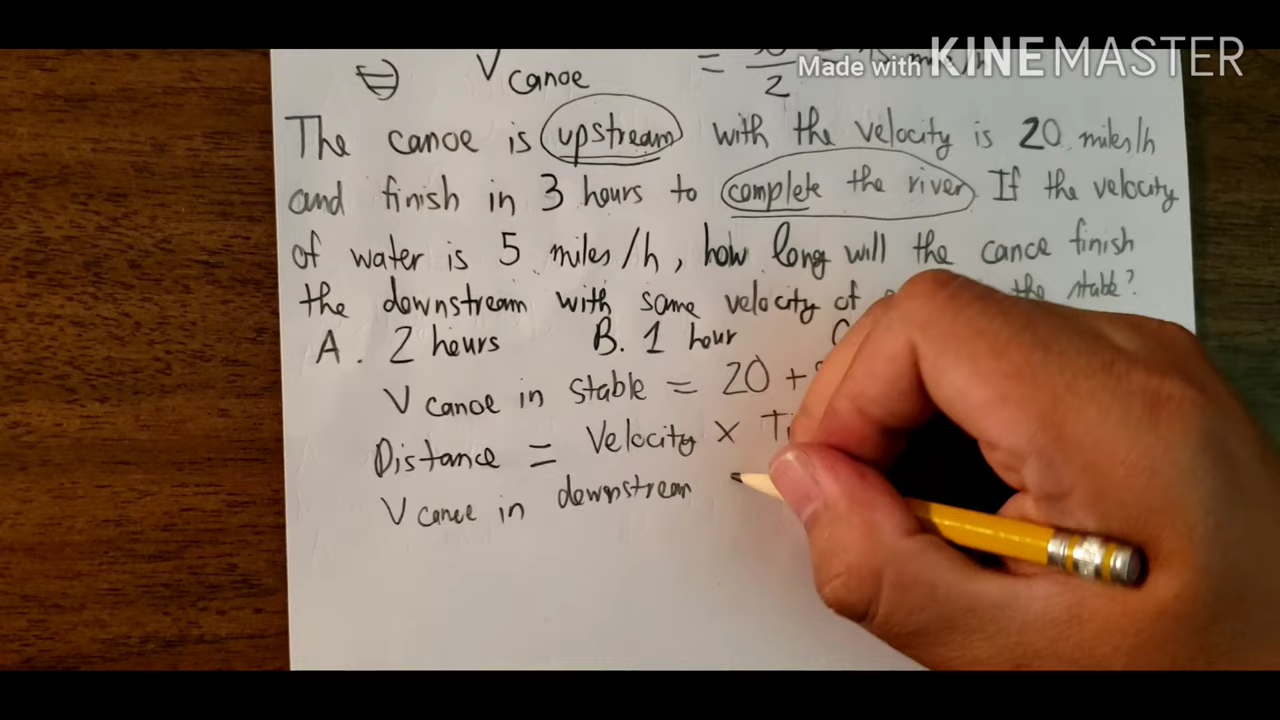 Made with KINEMASTER
V canoe =
2
The canoe is upstream with the velocity is 20 miles/h
and finish in 3 hours to complete the river If the velocity
of water is 5 miles/h, how long will the canoe finish
the downstream with same velocity of the stable?
A. 2 hours B. 1 hour
V canoe in stable = 20 +
Distance = Velocity x
V canoe in downstream